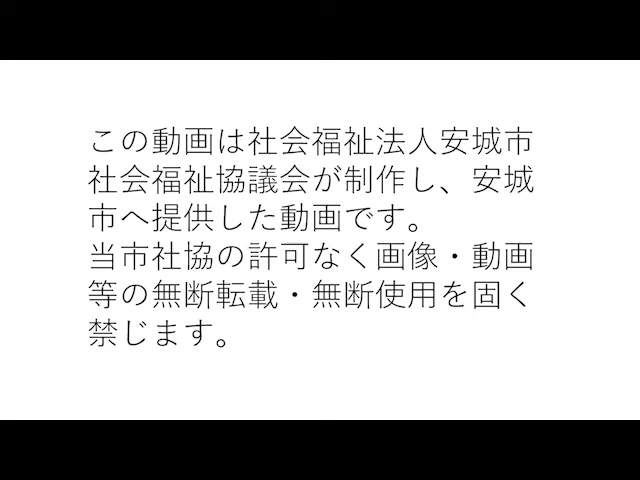 この動画は社会福祉法人安城市
社会福祉協議会が制作し、安城
市へ提供した動画です。
当市社協の許可なく画像・動画
等の無断転載・無断使用を固く
禁じます。